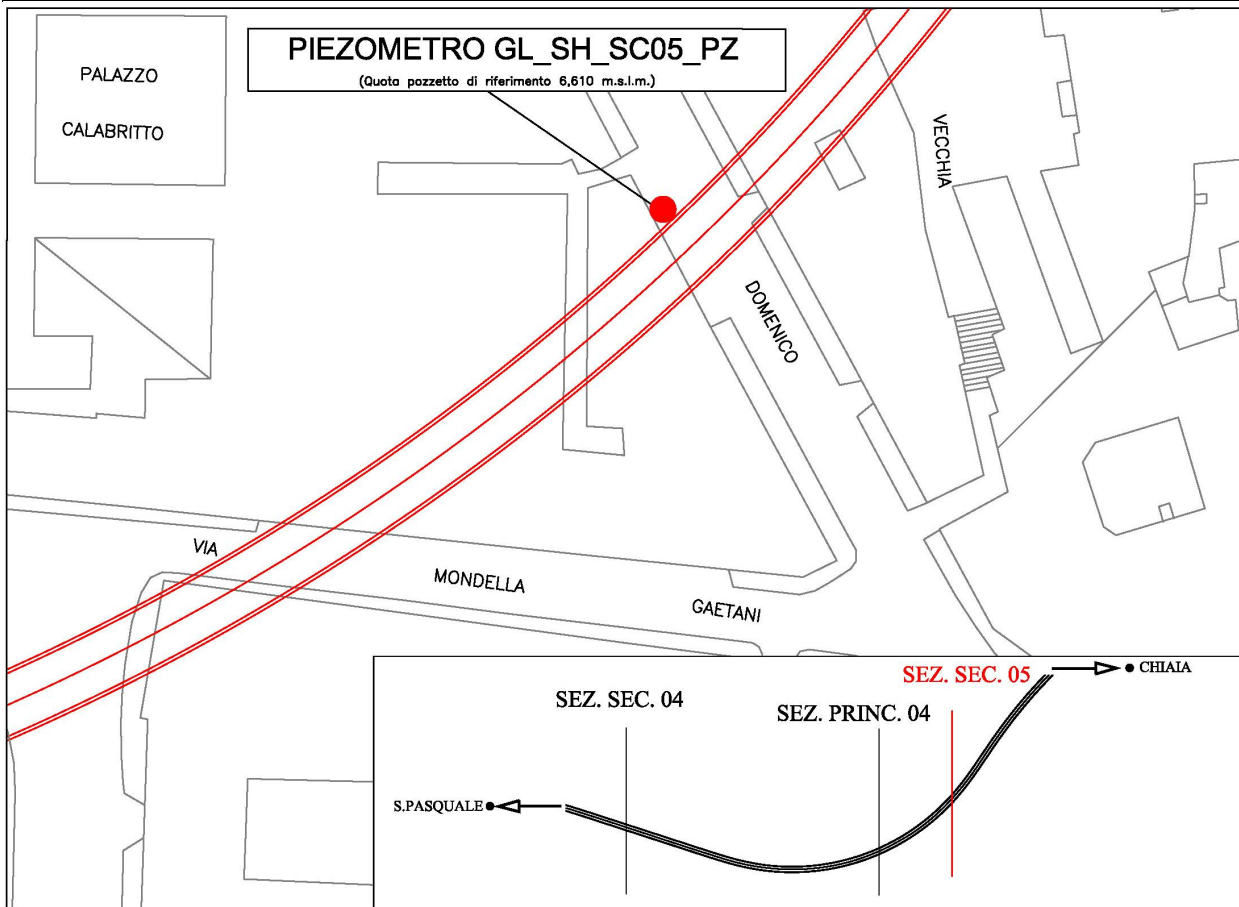 PIEZOMETRO GL_SH_SC05_PZ
(Quota pozzetto di riferimento 6,610 m.s.l.m.)
PALAZZO
CALABRITTO
VECCHIA
DOMENICO
VIA
MONDELLA
GAETANI
SEZ. SEC. 05
CHIAIA
SEZ. SEC. 04
SEZ. PRINC. 04
S.PASQUALE